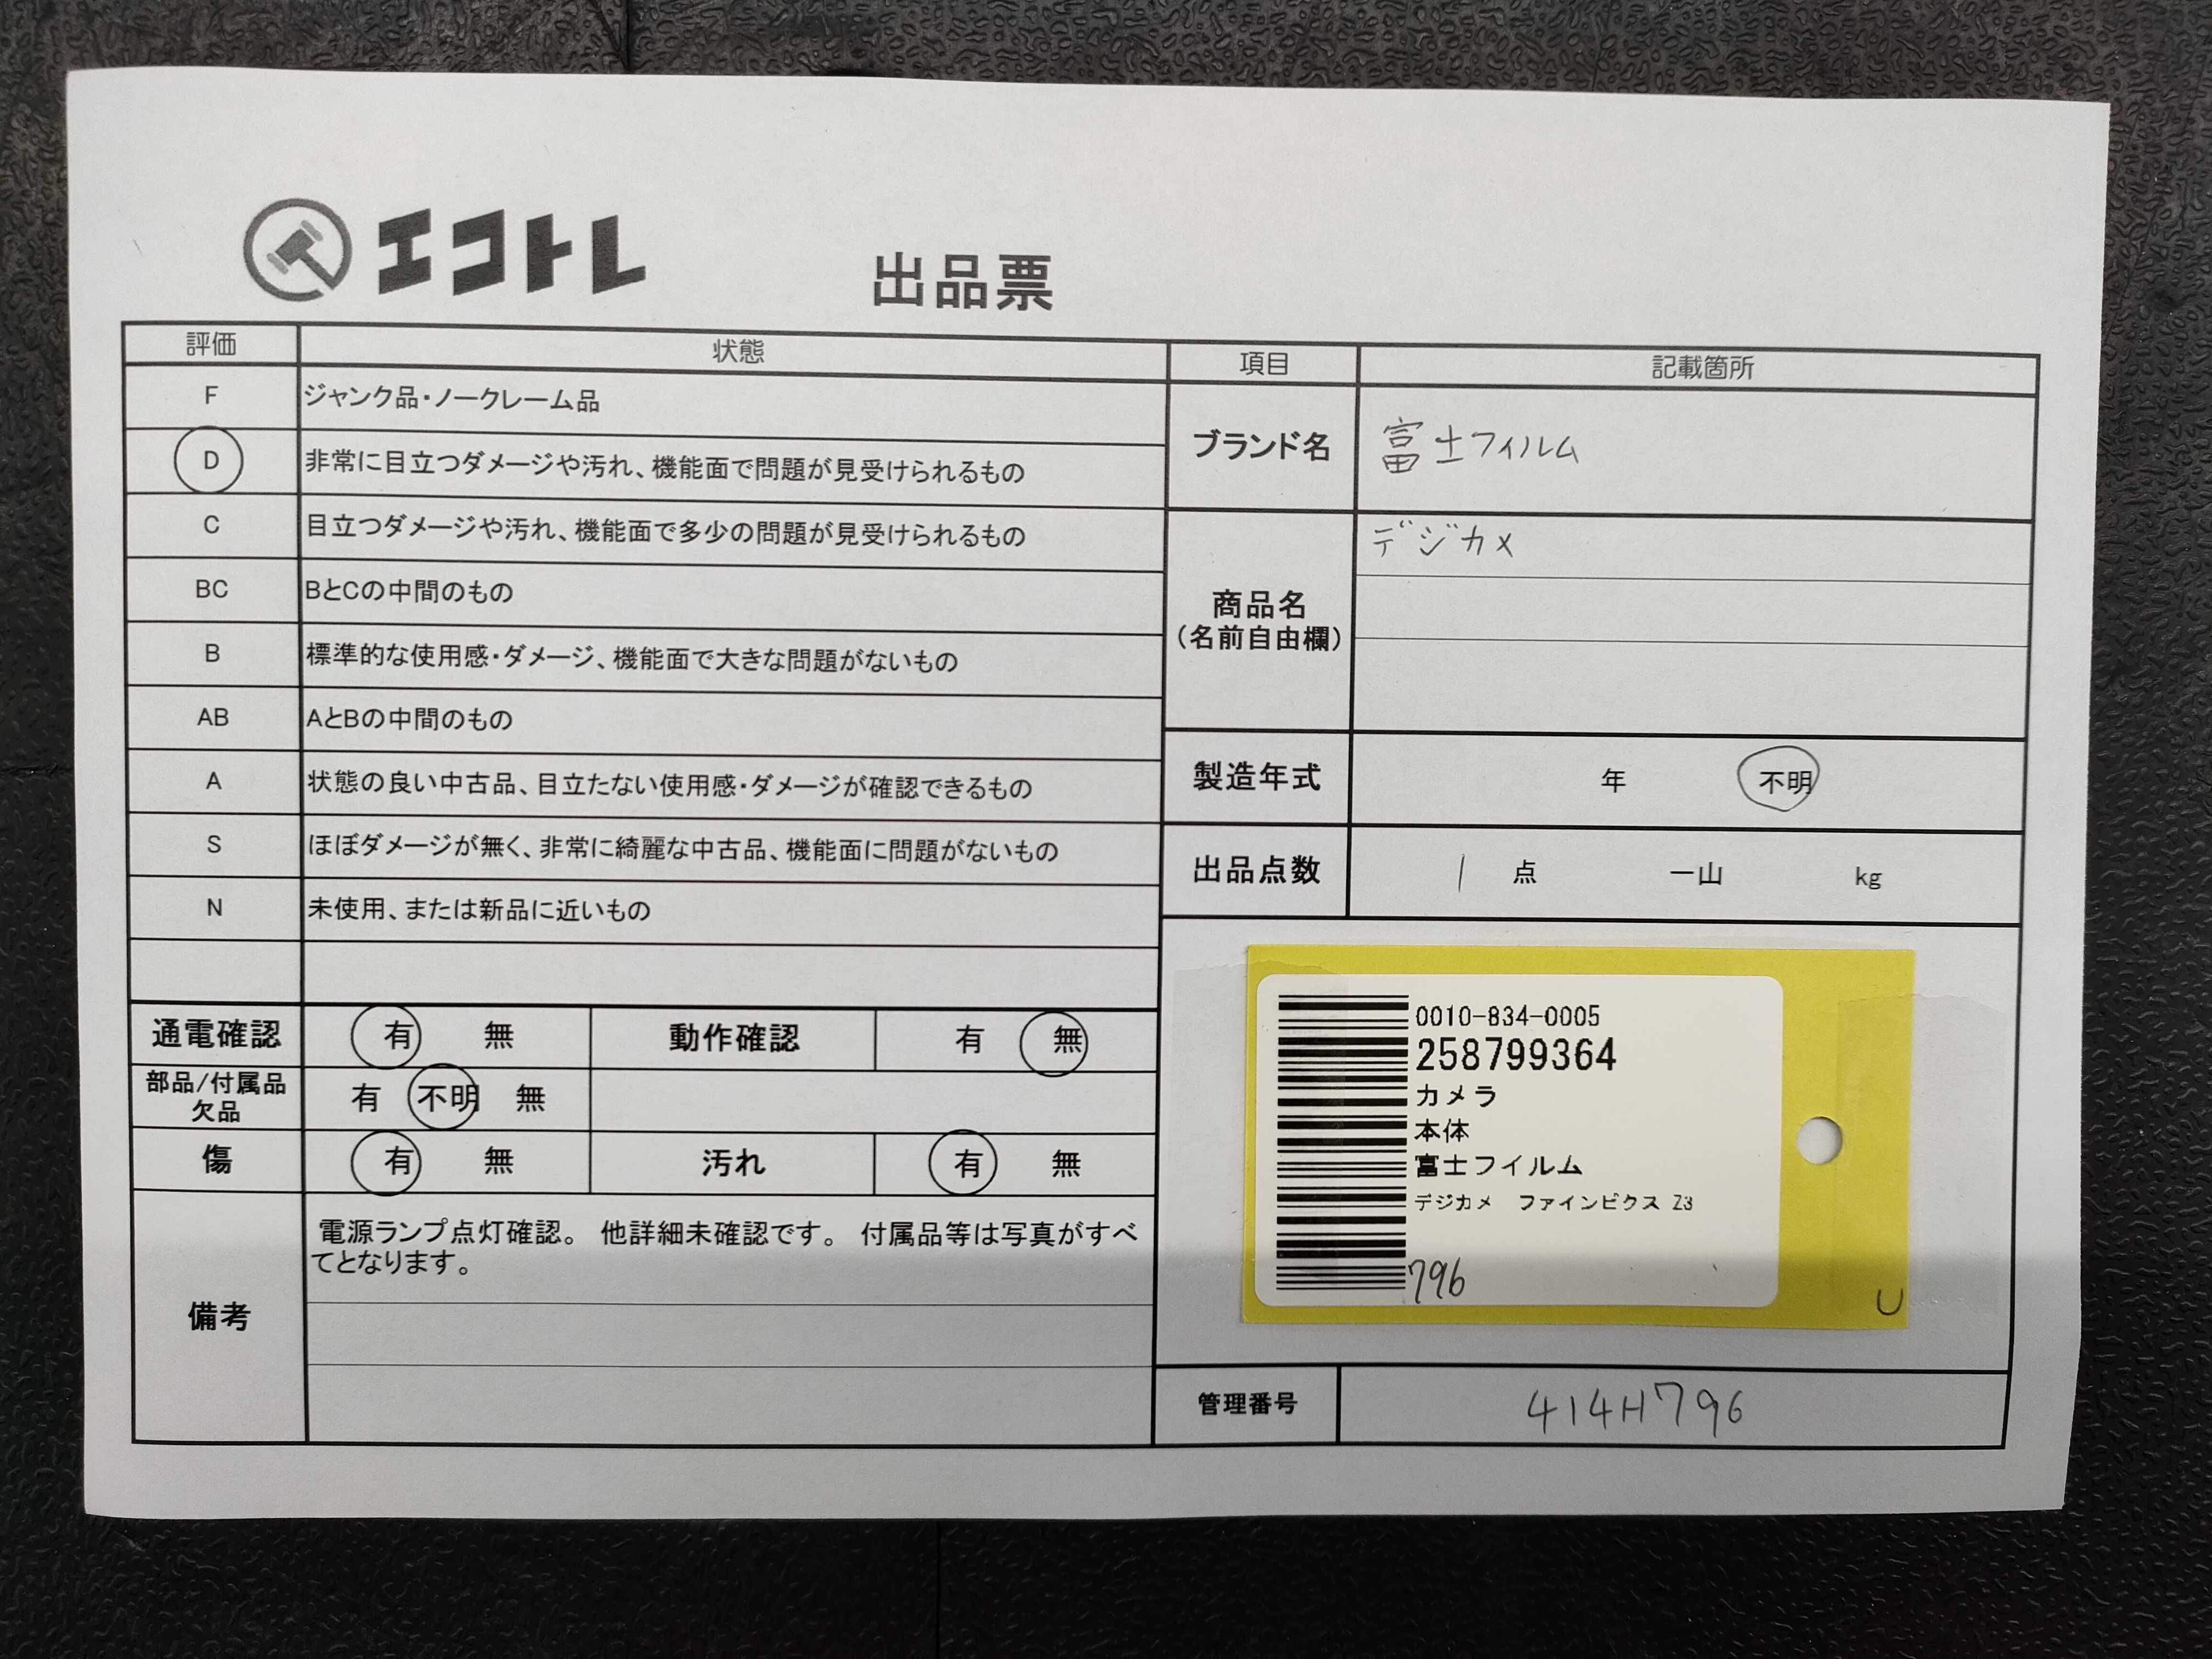 エコトレ
出品票
評価 状態
F ジャンク品・ノークレーム品
D 非常に目立つダメージや汚れ、機能面で問題が見受けられるもの
C 目立つダメージや汚れ、機能面で多少の問題が見受けられるもの
BC BとCの中間のもの
B 標準的な使用感・ダメージ、機能面で大きな問題がないもの
AB AとBの中間のもの
A 状態の良い中古品、目立たない使用感・ダメージが確認できるもの
S ほぼダメージが無く、非常に綺麗な中古品、機能面に問題がないもの
N 未使用、または新品に近いもの
通電確認 有 無 動作確認 有 無
部品/付属品
欠品 有 不明 無
傷 有 無 汚れ 有 無
備考
電源ランプ点灯確認。 他詳細未確認です。 付属品等は写真がすべ
てとなります。
項目 記載箇所
ブランド名 富士フィルム
商品名
(名前自由欄)
デジカメ
製造年式 年 不明
出品点数 1 点 一山 kg
0010-834-0005
258799364
カメラ
本体
富士フイルム
デジカメ ファインピクス Z3
796
U
管理番号 414H796